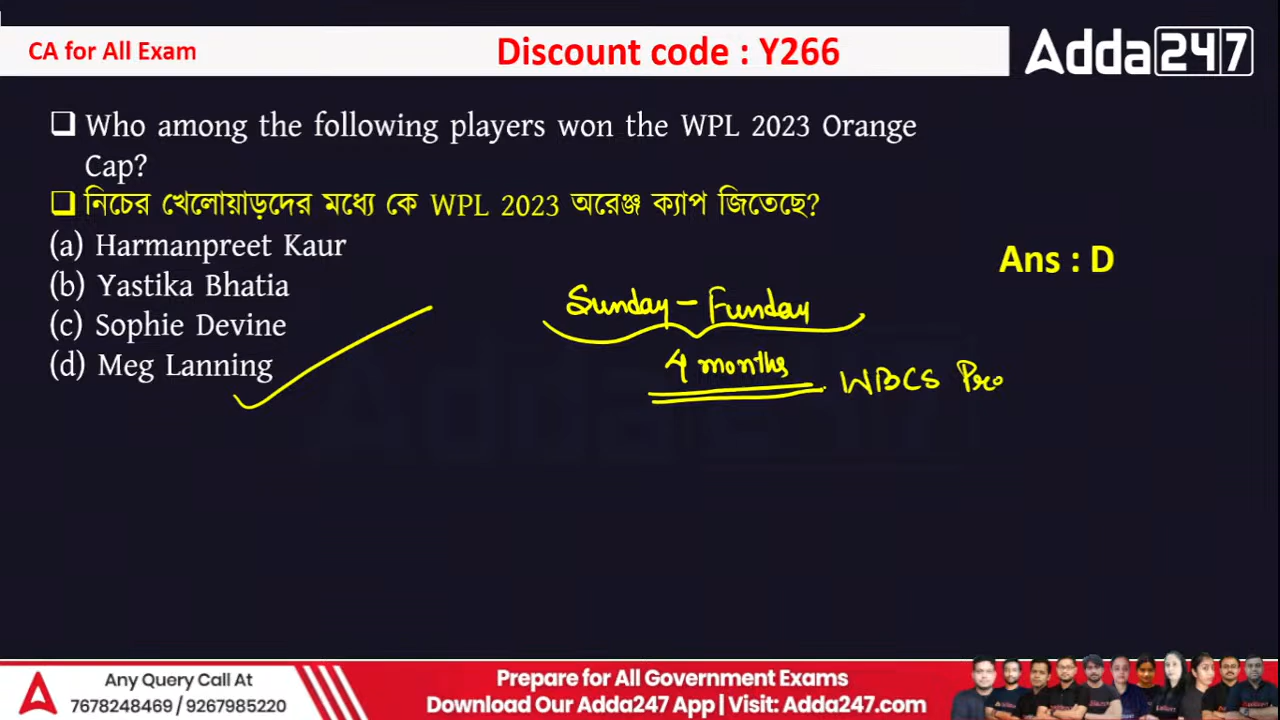 CA for All Exam
Discount code : Y266
Adda247
❑ Who among the following players won the WPL 2023 Orange
Cap?
❑ নিচের খেলোয়াড়দের মধ্যে কে WPL 2023 অরেঞ্জ ক্যাপ জিতেছে?
(a) Harmanpreet Kaur
(b) Yastika Bhatia
(c) Sophie Devine
(d) Meg Lanning
Ans : D
Sunday - Funday
4 months
WBCS Pre
Any Query Call At
7678248469 / 9267985220
Prepare for All Government Exams
Download Our Adda247 App | Visit: Adda247.com